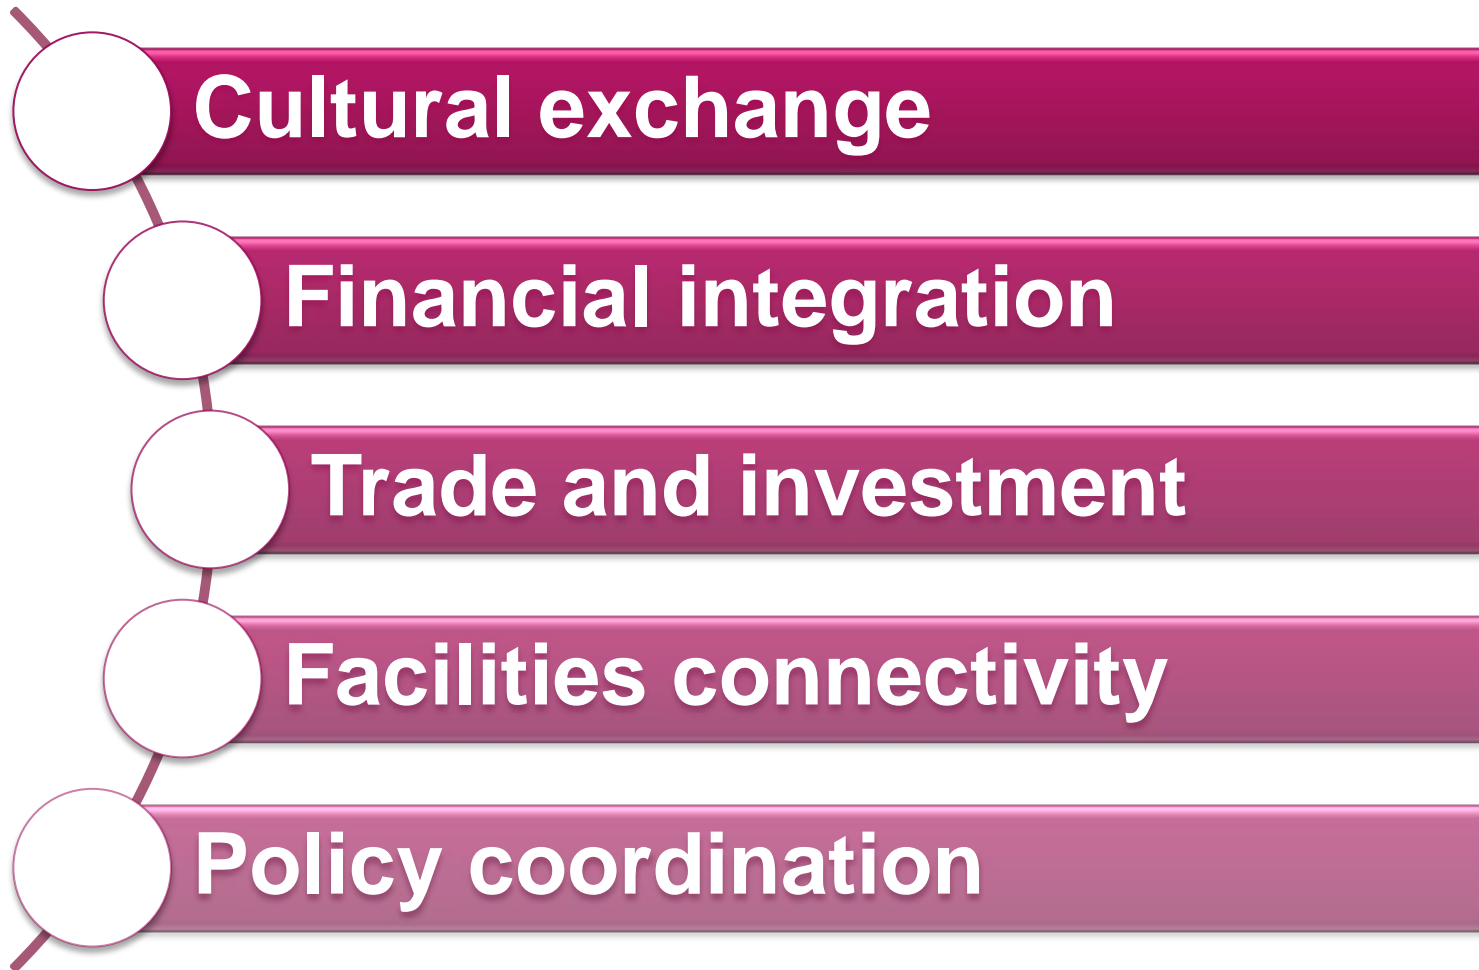 Cultural exchange
Financial integration
Trade and investment
Facilities connectivity
Policy coordination